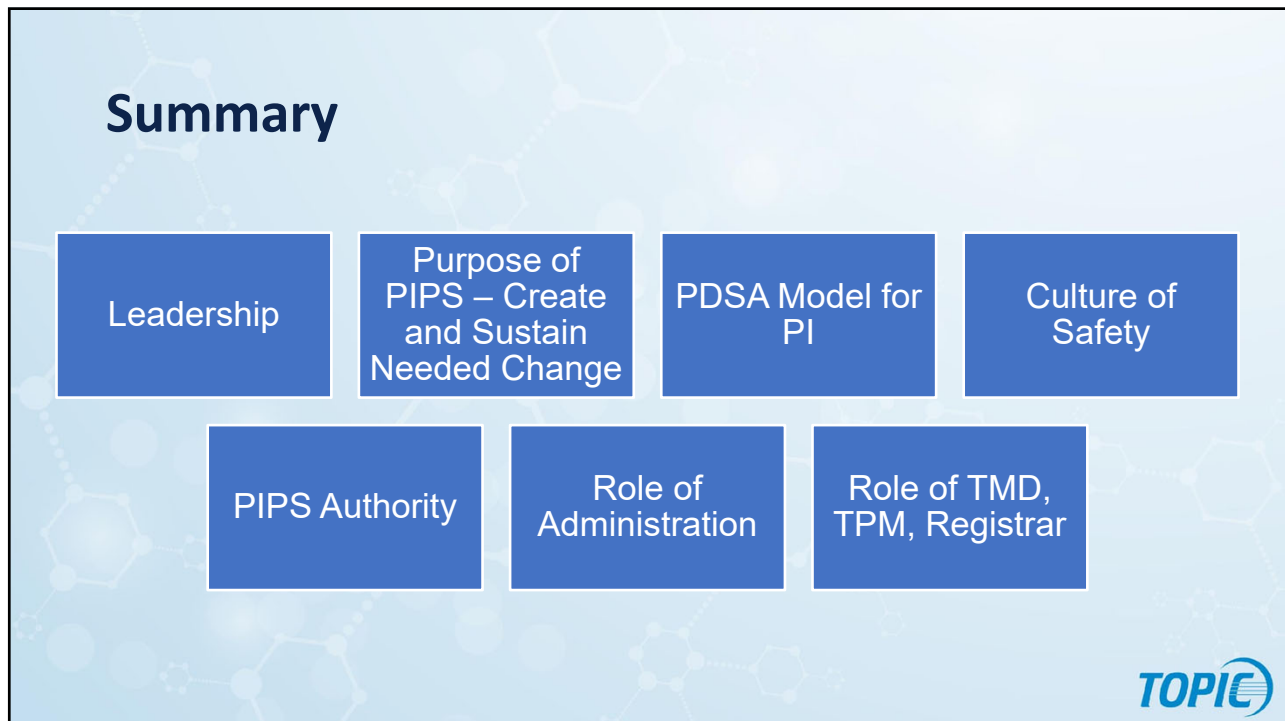 Summary
Leadership
Purpose of
PIPS – Create
and Sustain
Needed Change
PDSA Model for
PI
Culture of
Safety
PIPS Authority
Role of
Administration
Role of TMD,
TPM, Registrar
TOPIC